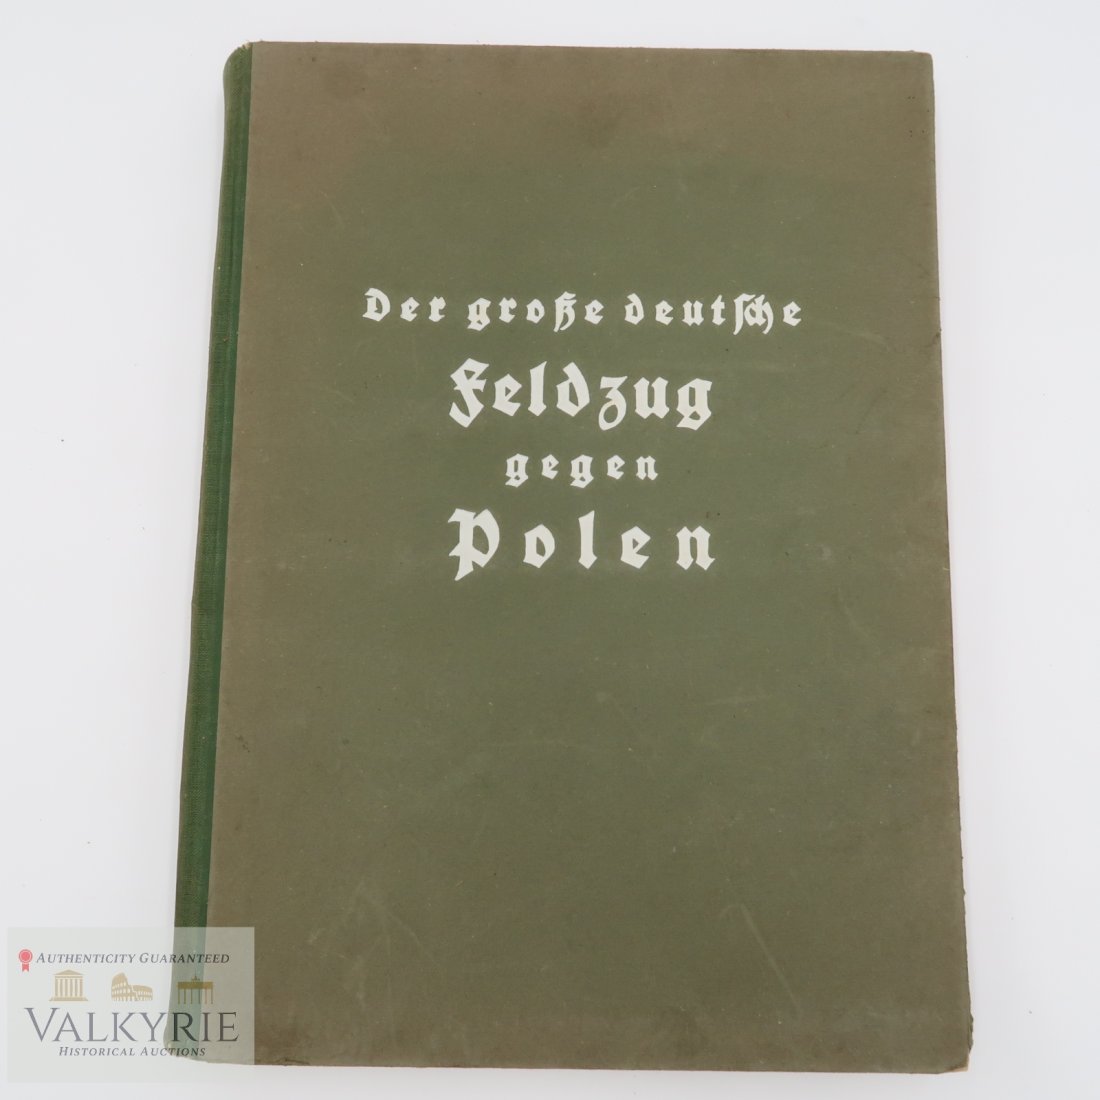 Der große deutsche
Feldzug
gegen
Polen
Authenticity Guaranteed
Valkyrie
Historical Auctions